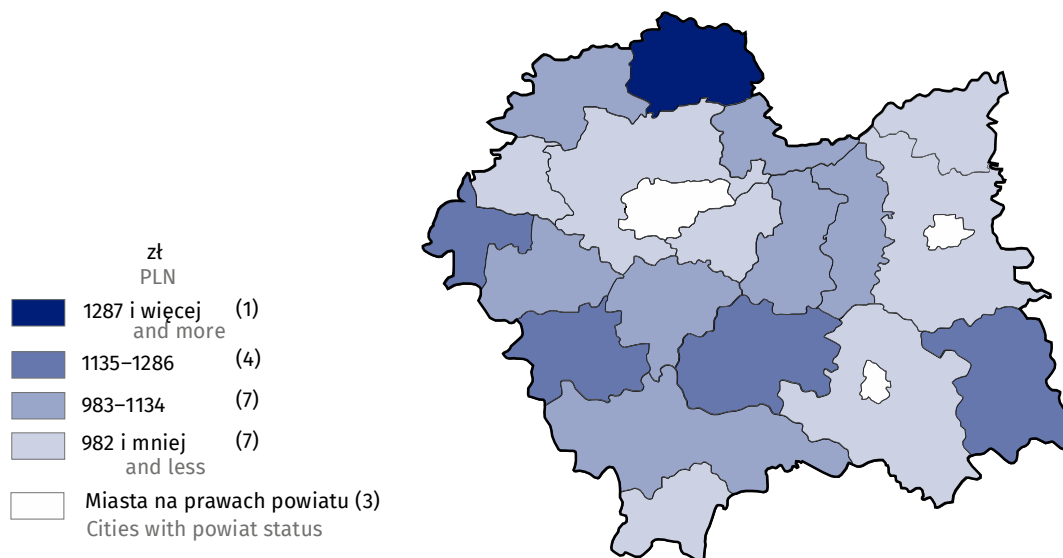 zł
PLN
1287 i więcej (1)
and more
1135–1286 (4)
983–1134 (7)
982 i mniej (7)
and less
Miasta na prawach powiatu (3)
Cities with powiat status